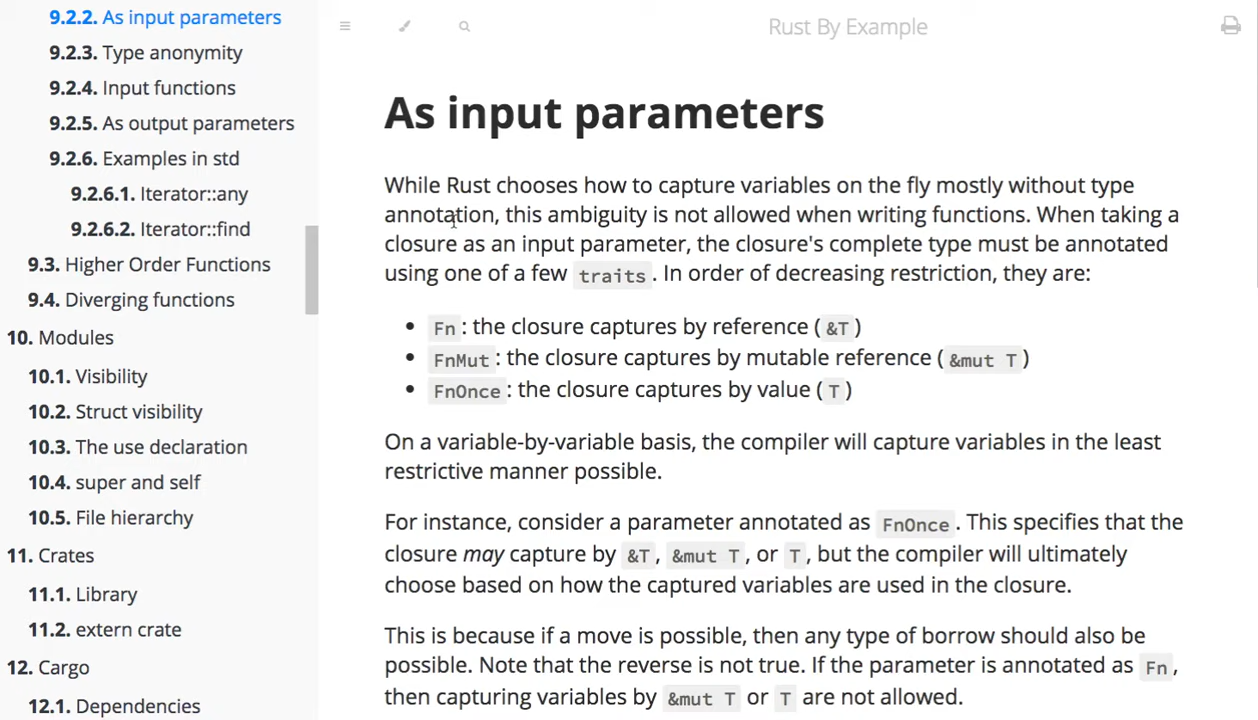 9.2.2. As input parameters
9.2.3. Type anonymity
9.2.4. Input functions
9.2.5. As output parameters
9.2.6. Examples in std
9.2.6.1. Iterator::any
9.2.6.2. Iterator::find
9.3. Higher Order Functions
9.4. Diverging functions
10. Modules
10.1. Visibility
10.2. Struct visibility
10.3. The use declaration
10.4. super and self
10.5. File hierarchy
11. Crates
11.1. Library
11.2. extern crate
12. Cargo
12.1. Dependencies
Rust By Example
As input parameters
While Rust chooses how to capture variables on the fly mostly without type
annotation, this ambiguity is not allowed when writing functions. When taking a
closure as an input parameter, the closure's complete type must be annotated
using one of a few traits. In order of decreasing restriction, they are:
• Fn: the closure captures by reference (&T)
• FnMut: the closure captures by mutable reference (&mut T)
• FnOnce: the closure captures by value (T)
On a variable-by-variable basis, the compiler will capture variables in the least
restrictive manner possible.
For instance, consider a parameter annotated as FnOnce. This specifies that the
closure may capture by &T, &mut T, or T, but the compiler will ultimately
choose based on how the captured variables are used in the closure.
This is because if a move is possible, then any type of borrow should also be
possible. Note that the reverse is not true. If the parameter is annotated as Fn,
then capturing variables by &mut T or T are not allowed.